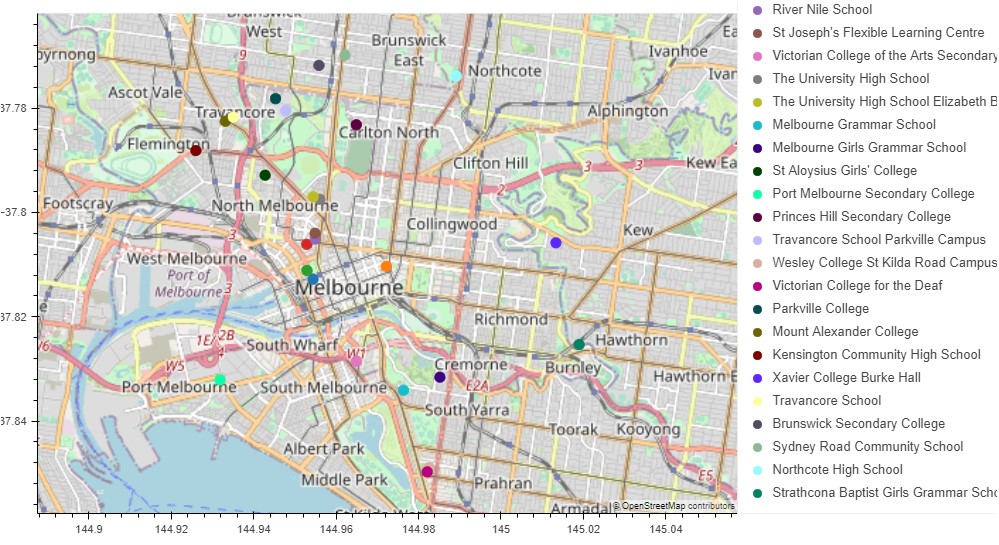 Brunswick
West
Brunswick
East
Ivanhoe
Northcote
Ascot Vale
Travancore
Alphington
Carlton North
Flemington
Clifton Hill
Kew Ea
Footscray
North Melbourne
Collingwood
Kew
West Melbourne
Port of
Melbourne
Melbourne
Richmond
South Wharf
Hawthorn
Cremorne
Burnley
Hawthorn E
Port Melbourne
South Melbourne
South Yarra
Toorak
Kooyong
Albert Park
Middle Park
Prahran
Armadal
9
3
3
2
3
3
1E/2B
4
W5
W1
E2A
E5
© OpenStreetMap contributors
37.78
-37.8
37.82
37.84
144.9
144.92
144.94
144.96
144.98
145
145.02
145.04
River Nile School
St Joseph's Flexible Learning Centre
Victorian College of the Arts Secondary
The University High School
The University High School Elizabeth B
Melbourne Grammar School
Melbourne Girls Grammar School
St Aloysius Girls' College
Port Melbourne Secondary College
Princes Hill Secondary College
Travancore School Parkville Campus
Wesley College St Kilda Road Campus
Victorian College for the Deaf
Parkville College
Mount Alexander College
Kensington Community High School
Xavier College Burke Hall
Travancore School
Brunswick Secondary College
Sydney Road Community School
Northcote High School
Strathcona Baptist Girls Grammar Scho